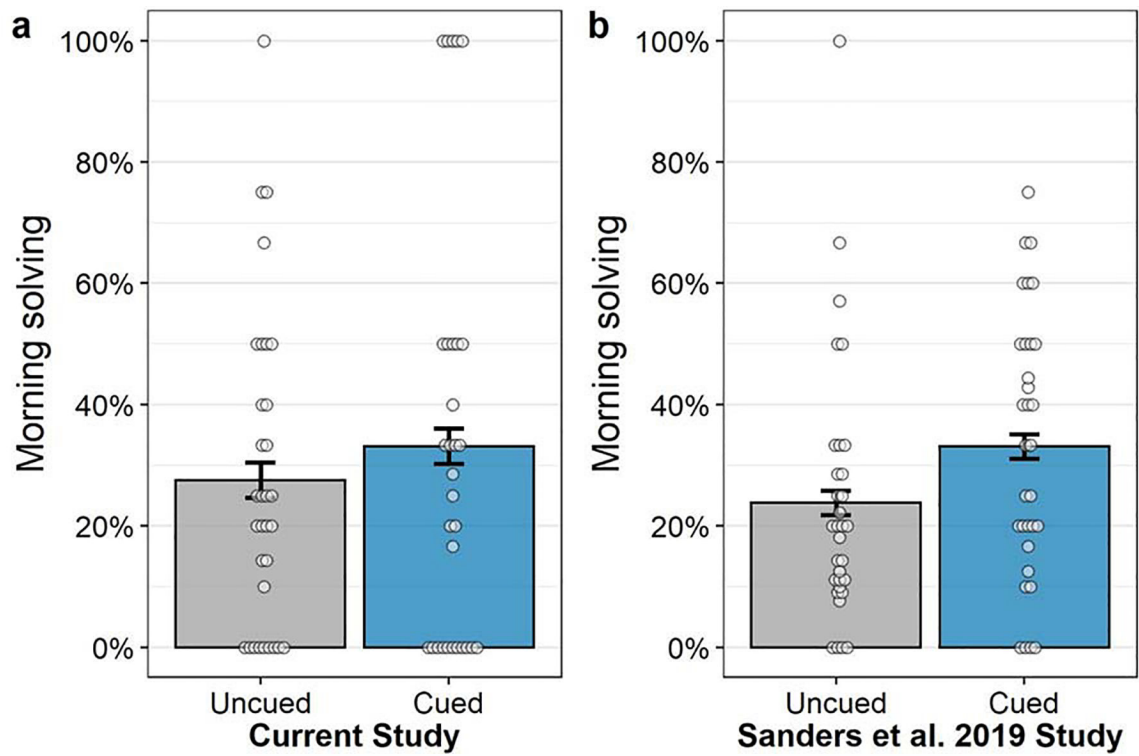 a
Morning solving
100%
80%
60%
40%
20%
0%
Uncued Cued
Current Study
b
Morning solving
100%
80%
60%
40%
20%
0%
Uncued Cued
Sanders et al. 2019 Study